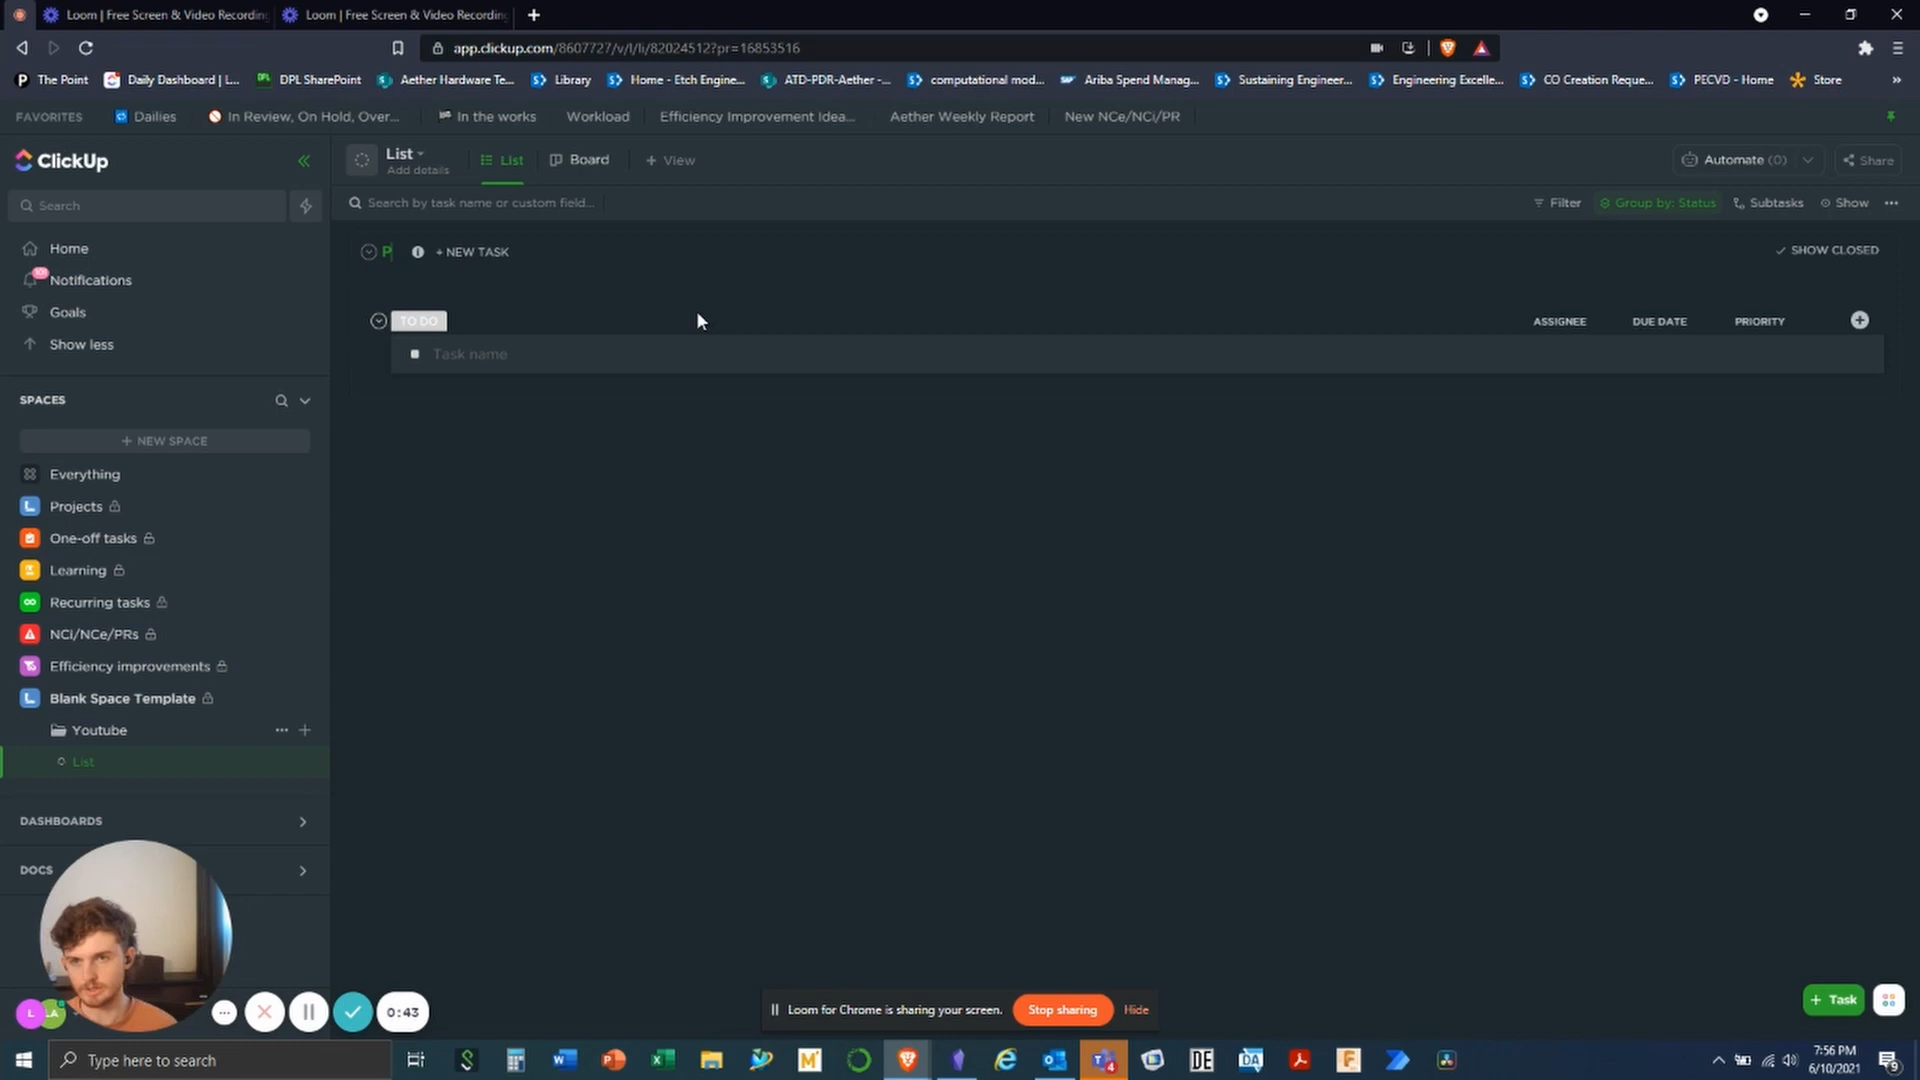 Loom | Free Screen & Video Recording
Loom | Free Screen & Video Recording
app.clickup.com/8607727/v/l/li/82024512?pr=16853516
The Point
Daily Dashboard | L...
DPL SharePoint
Aether Hardware Te...
Library
Home - Etch Engine...
ATD-PDR-Aether -...
computational mod...
Ariba Spend Manag...
Sustaining Engineer...
Engineering Excelle...
CO Creation Reque...
PECVD - Home
Store
FAVORITES
Dailies
In Review, On Hold, Over...
In the works
Workload
Efficiency Improvement Idea...
Aether Weekly Report
New NCe/NCi/PR
ClickUp
List
Add details
List
Board
+ View
Automate (0)
Share
Search
Search by task name or custom field...
Filter
Group by: Status
Subtasks
Show
Home
P
+ NEW TASK
SHOW CLOSED
Notifications
Goals
TO DO
ASSIGNEE
DUE DATE
PRIORITY
Show less
Task name
SPACES
+ NEW SPACE
Everything
Projects
One-off tasks
Learning
Recurring tasks
NCi/NCe/PRs
Efficiency improvements
Blank Space Template
Youtube
List
DASHBOARDS
DOCS
L
LA
0:43
Loom for Chrome is sharing your screen.
Stop sharing
Hide
+ Task
Type here to search
DE
DA
4
7:56 PM
6/10/2021
9